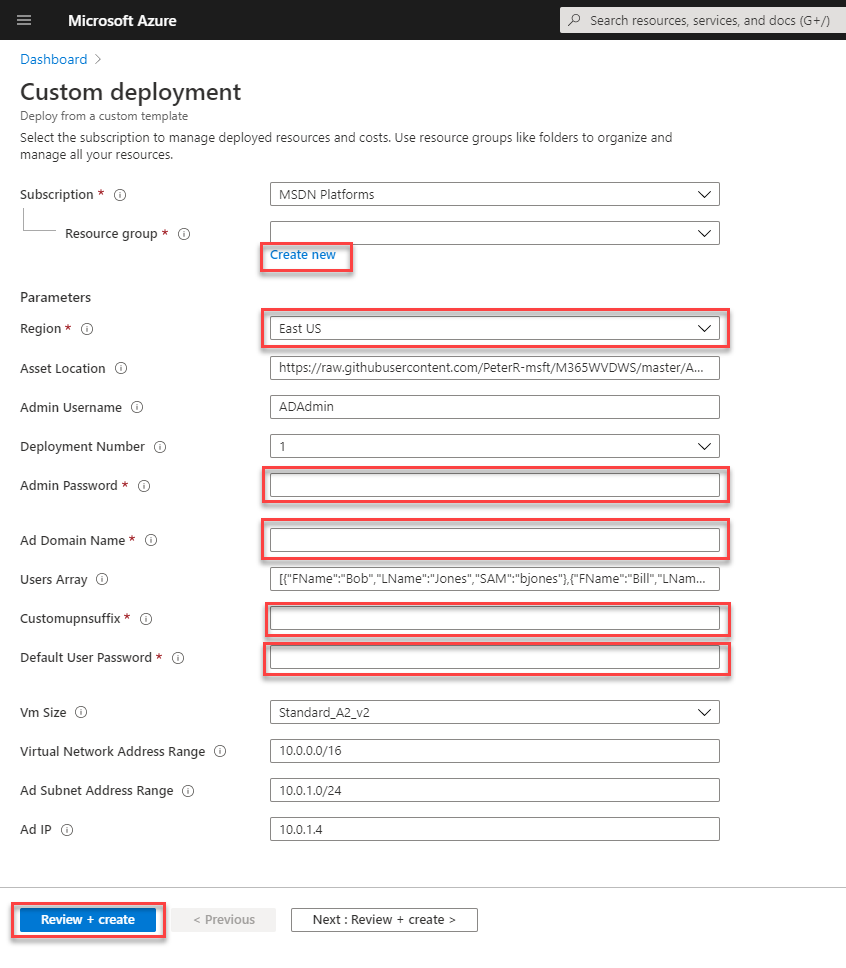 Microsoft Azure
Search resources, services, and docs (G+/)
Dashboard >
Custom deployment
Deploy from a custom template
Select the subscription to manage deployed resources and costs. Use resource groups like folders to organize and
manage all your resources.
Subscription * MSDN Platforms
Resource group *
Create new
Parameters
Region * East US
Asset Location https://raw.githubusercontent.com/PeterR-msft/M365WVDWS/master/A...
Admin Username ADAdmin
Deployment Number 1
Admin Password *
Ad Domain Name *
Users Array [{"FName":"Bob","LName":"Jones","SAM":"bjones"},{"FName":"Bill","LNam...
Customupnsuffix *
Default User Password *
Vm Size Standard_A2_v2
Virtual Network Address Range 10.0.0.0/16
Ad Subnet Address Range 10.0.1.0/24
Ad IP 10.0.1.4
Review + create < Previous Next : Review + create >